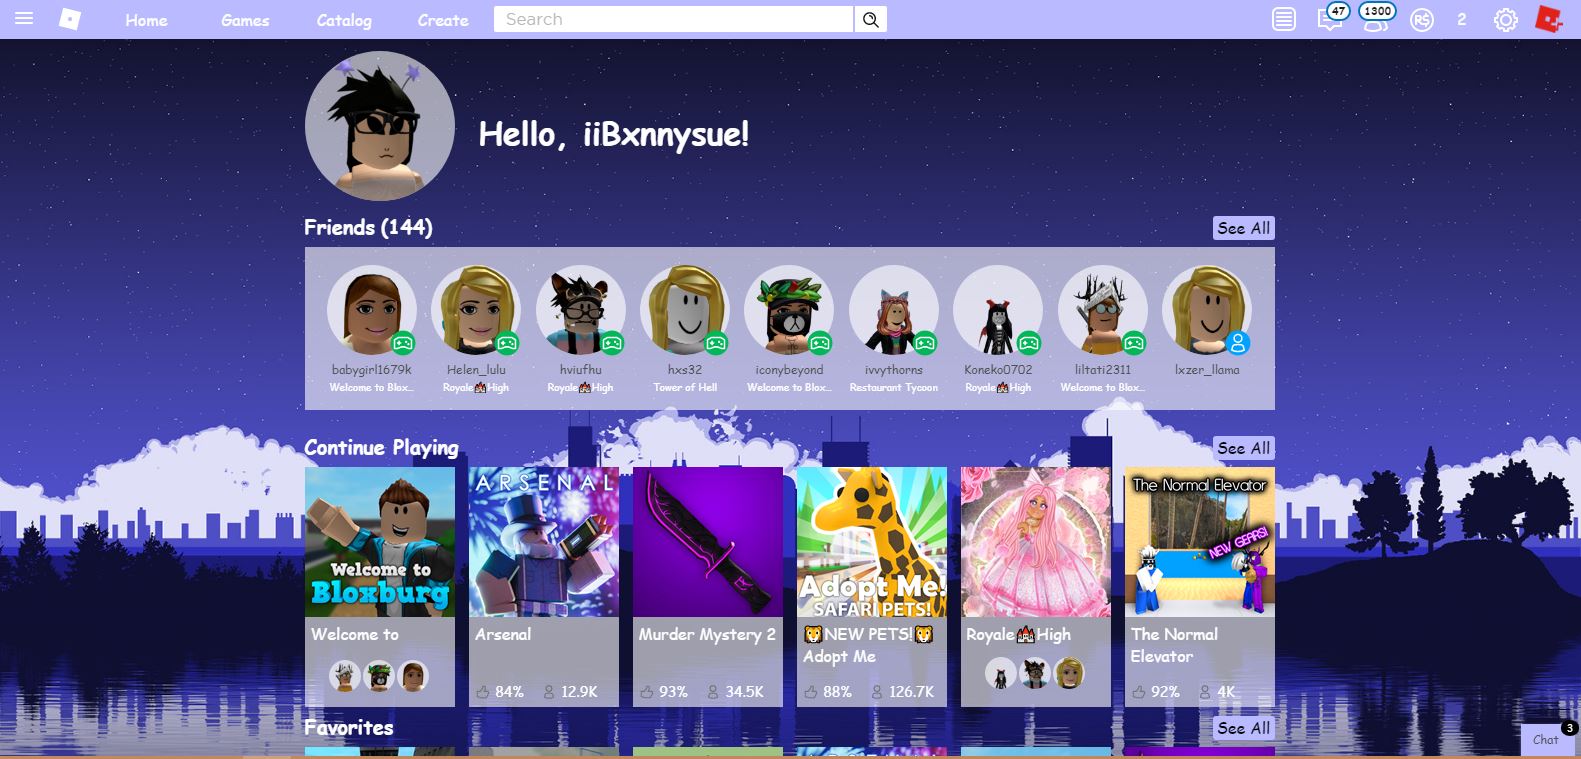 Home Games Catalog Create Search 47 1300 R$ 2
Hello, iiBxnnysue!
Friends (144) See All
babygirl1679k Helen_lulu hviufhu hxs32 iconybeyond ivvythorns Koneko0702 liltati2311 lxzer_llama
Welcome to Blox... Royale🏰High Royale🏰High Tower of Hell Welcome to Blox... Restaurant Tycoon Royale🏰High Welcome to Blox...
Continue Playing See All
Welcome to
Bloxburg
ARSENAL
Adopt Me!
SAFARI PETS!
The Normal Elevator
NEW GEARS!
Welcome to
Arsenal
84% 12.9K
Murder Mystery 2
93% 34.5K
🦁NEW PETS!🦁
Adopt Me
88% 126.7K
Royale🏰High
The Normal
Elevator
92% 4K
Favorites See All
Chat 3